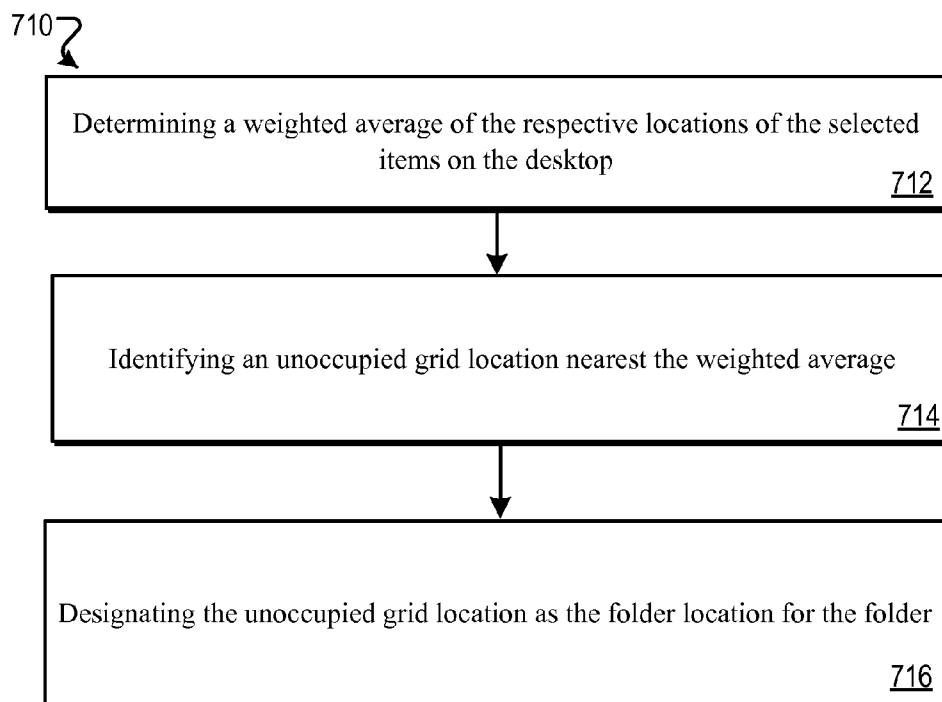 710
Determining a weighted average of the respective locations of the selected
items on the desktop
712
Identifying an unoccupied grid location nearest the weighted average
714
Designating the unoccupied grid location as the folder location for the folder
716